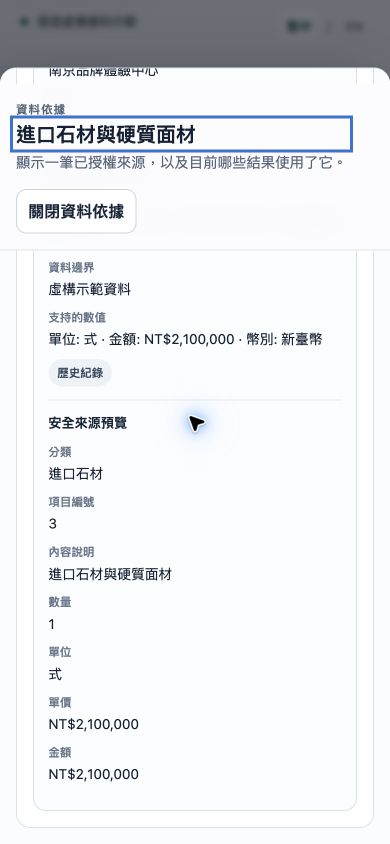 南京品牌體驗中心
資料依據
進口石材與硬質面材
顯示一筆已授權來源，以及目前哪些結果使用了它。
關閉資料依據
資料邊界
虛構示範資料
支持的數值
單位: 式 · 金額: NT$2,100,000 · 幣別: 新臺幣
歷史紀錄
安全來源預覽
分類
進口石材
項目編號
3
內容說明
進口石材與硬質面材
數量
1
單位
式
單價
NT$2,100,000
金額
NT$2,100,000